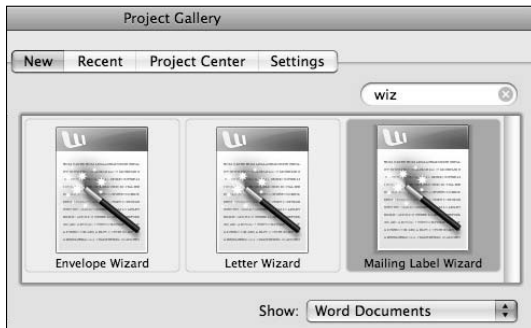 Project Gallery
New Recent Project Center Settings
wiz
Envelope Wizard Letter Wizard Mailing Label Wizard
Show: Word Documents